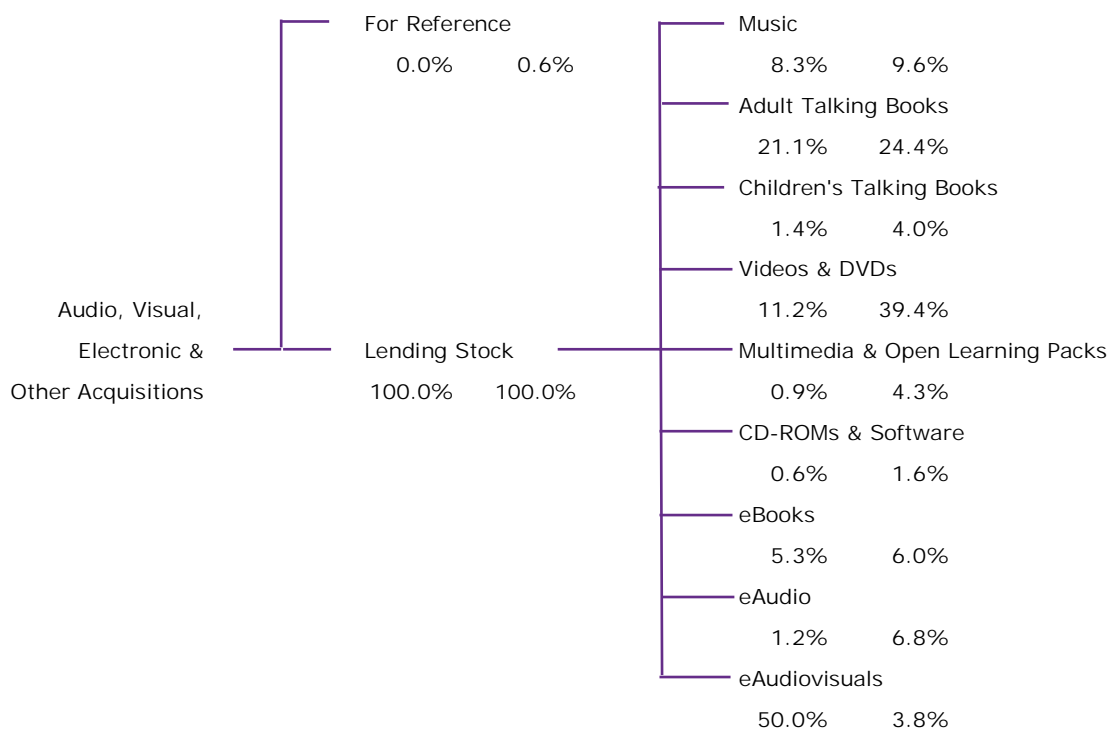 For Reference
0.0% 0.6%
Audio, Visual,
Electronic &
Other Acquisitions
Lending Stock
100.0% 100.0%
Music
8.3% 9.6%
Adult Talking Books
21.1% 24.4%
Children's Talking Books
1.4% 4.0%
Videos & DVDs
11.2% 39.4%
Multimedia & Open Learning Packs
0.9% 4.3%
CD-ROMs & Software
0.6% 1.6%
eBooks
5.3% 6.0%
eAudio
1.2% 6.8%
eAudiovisuals
50.0% 3.8%